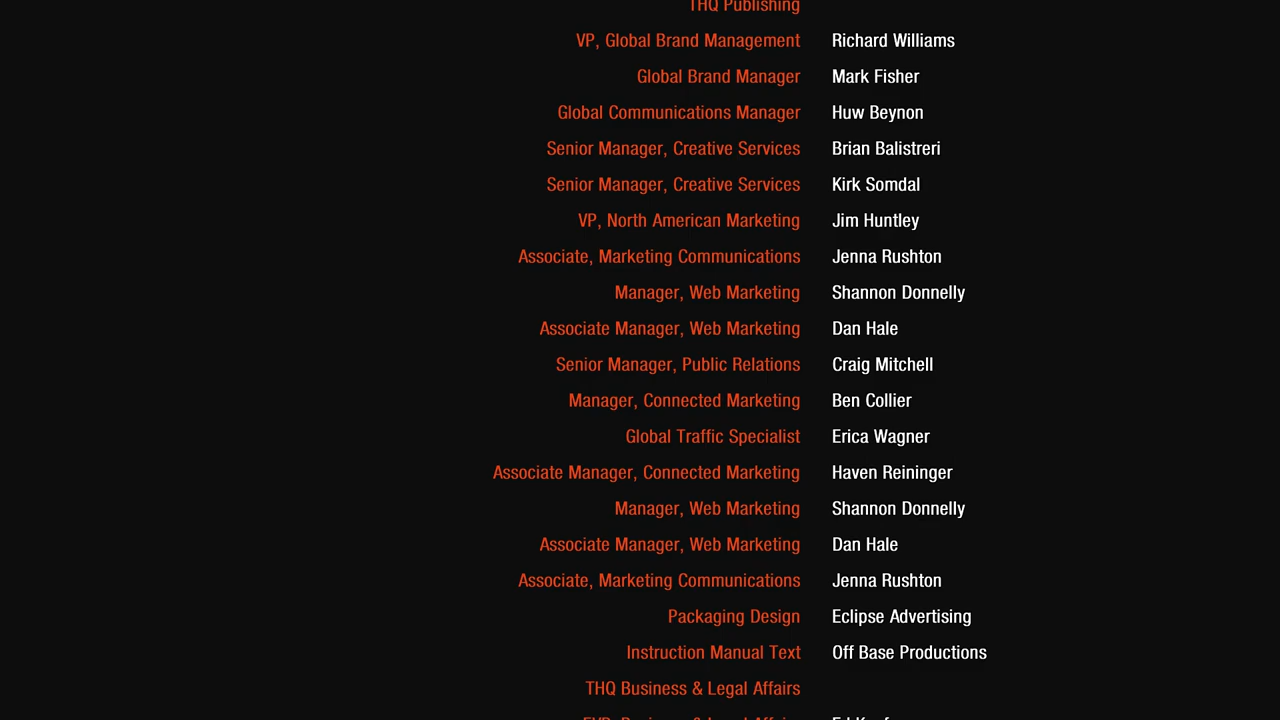 THQ Publishing
VP, Global Brand Management Richard Williams
Global Brand Manager Mark Fisher
Global Communications Manager Huw Beynon
Senior Manager, Creative Services Brian Balistreri
Senior Manager, Creative Services Kirk Somdal
VP, North American Marketing Jim Huntley
Associate, Marketing Communications Jenna Rushton
Manager, Web Marketing Shannon Donnelly
Associate Manager, Web Marketing Dan Hale
Senior Manager, Public Relations Craig Mitchell
Manager, Connected Marketing Ben Collier
Global Traffic Specialist Erica Wagner
Associate Manager, Connected Marketing Haven Reininger
Manager, Web Marketing Shannon Donnelly
Associate Manager, Web Marketing Dan Hale
Associate, Marketing Communications Jenna Rushton
Packaging Design Eclipse Advertising
Instruction Manual Text Off Base Productions
THQ Business & Legal Affairs